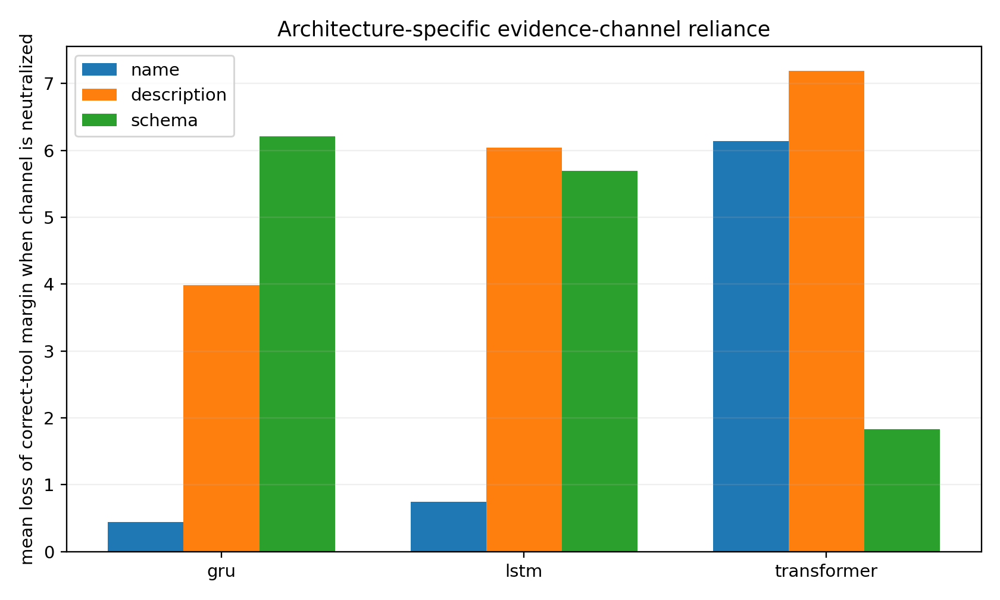 Architecture-specific evidence-channel reliance
mean loss of correct-tool margin when channel is neutralized
name
description
schema
7
6
5
4
3
2
1
0
gru
lstm
transformer